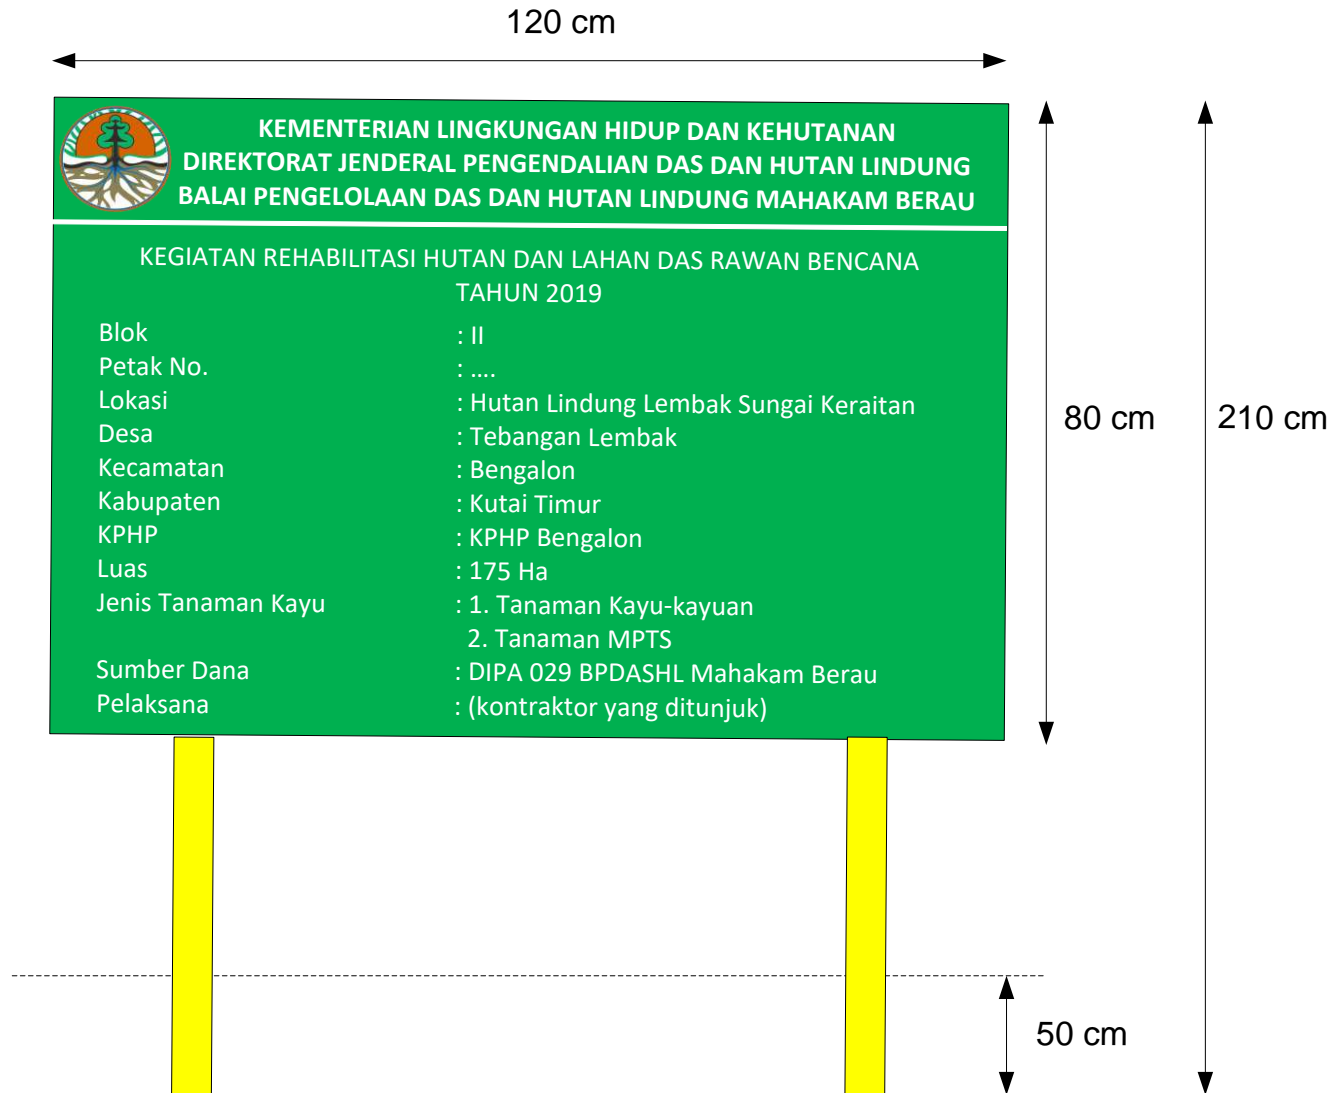 120 cm
KEMENTERIAN LINGKUNGAN HIDUP DAN KEHUTANAN
DIREKTORAT JENDERAL PENGENDALIAN DAS DAN HUTAN LINDUNG
BALAI PENGELOLAAN DAS DAN HUTAN LINDUNG MAHAKAM BERAU
KEGIATAN REHABILITASI HUTAN DAN LAHAN DAS RAWAN BENCANA
TAHUN 2019
Blok : II
Petak No. : ....
Lokasi : Hutan Lindung Lembak Sungai Keraitan
Desa : Tebangan Lembak
Kecamatan : Bengalon
Kabupaten : Kutai Timur
KPHP : KPHP Bengalon
Luas : 175 Ha
Jenis Tanaman Kayu : 1. Tanaman Kayu-kayuan
2. Tanaman MPTS
Sumber Dana : DIPA 029 BPDASHL Mahakam Berau
Pelaksana : (kontraktor yang ditunjuk)
80 cm
210 cm
50 cm